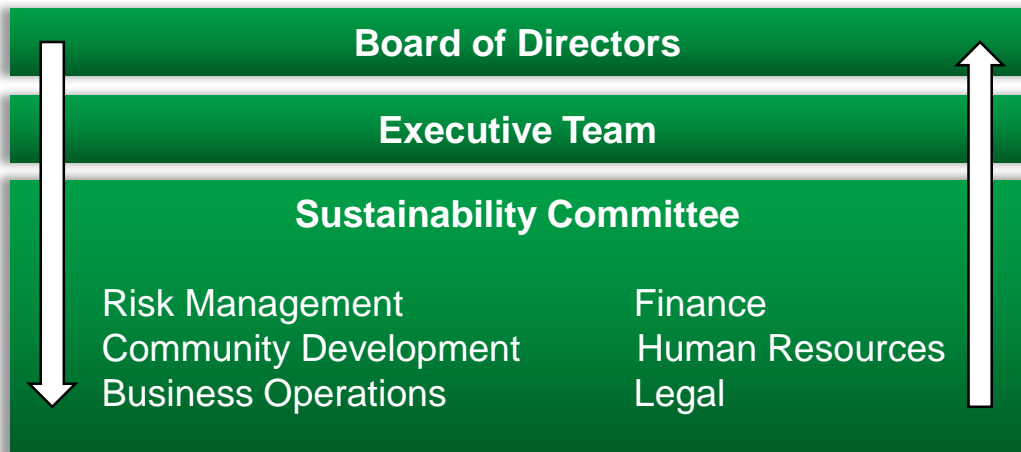 Board of Directors
Executive Team
Sustainability Committee
Risk Management Finance
Community Development Human Resources
Business Operations Legal